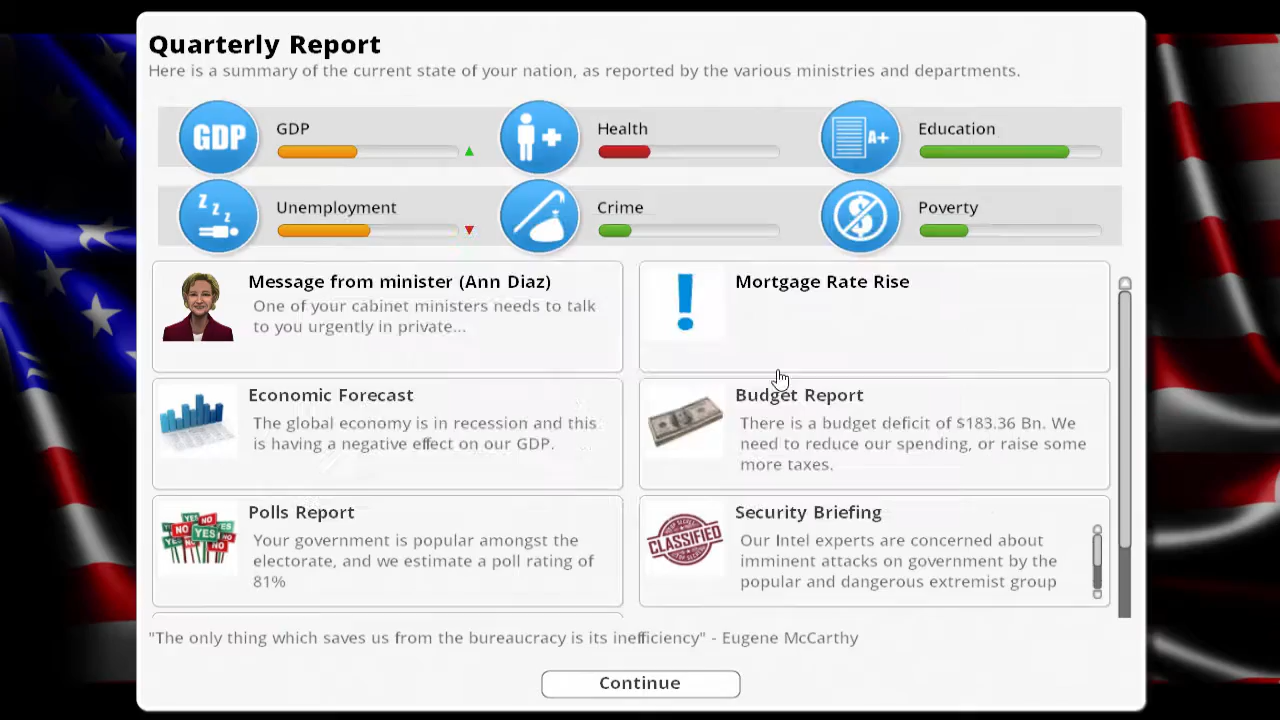 Quarterly Report
Here is a summary of the current state of your nation, as reported by the various ministries and departments.
GDP
GDP
Health
A+
Education
Z Z Z
Unemployment
Crime
$
Poverty
Message from minister (Ann Diaz)
One of your cabinet ministers needs to talk
to you urgently in private...
!
Mortgage Rate Rise
Economic Forecast
The global economy is in recession and this
is having a negative effect on our GDP.
Budget Report
There is a budget deficit of $183.36 Bn. We
need to reduce our spending, or raise some
more taxes.
YES
NO
NO
YES
NO
Polls Report
Your government is popular amongst the
electorate, and we estimate a poll rating of
81%
CLASSIFIED
Security Briefing
Our Intel experts are concerned about
imminent attacks on government by the
popular and dangerous extremist group
"The only thing which saves us from the bureaucracy is its inefficiency" - Eugene McCarthy
Continue